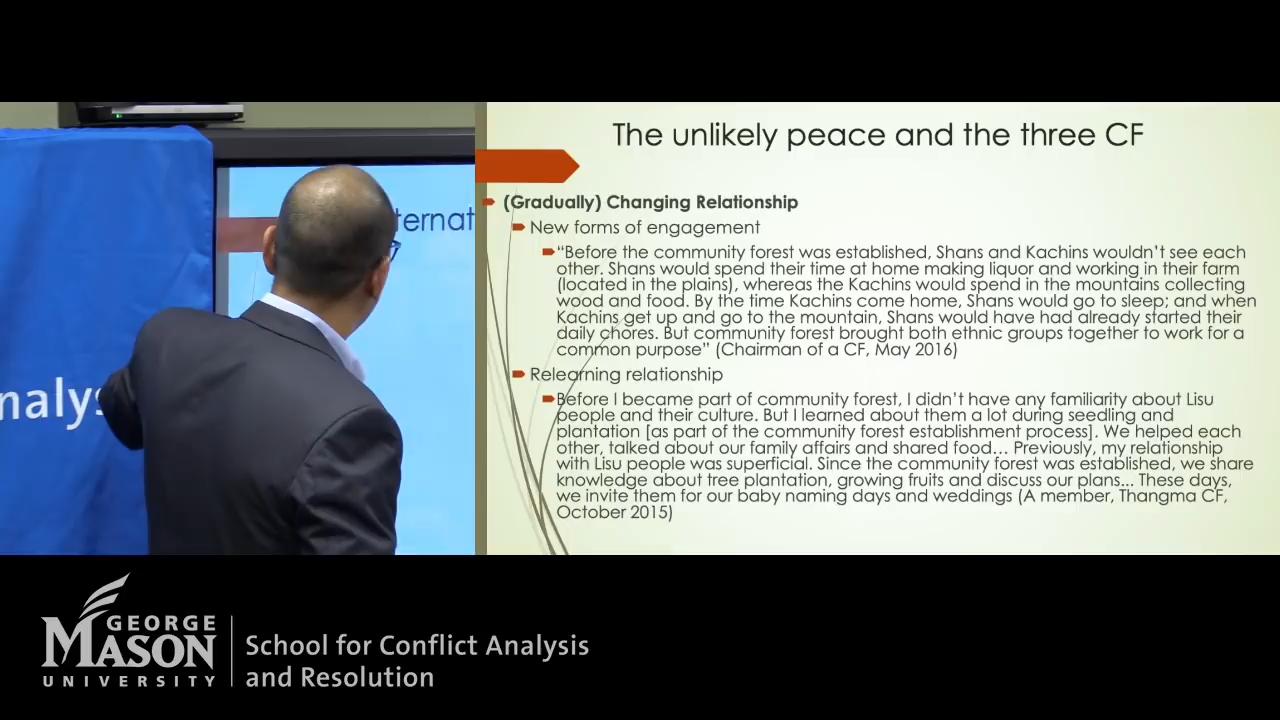 The unlikely peace and the three CF
(Gradually) Changing Relationship
New forms of engagement
“Before the community forest was established, Shans and Kachins wouldn’t see each
other. Shans would spend their time at home making liquor and working in their farm
(located in the plains), whereas the Kachins would spend in the mountains collecting
wood and food. By the time Kachins come home, Shans would go to sleep; and when
Kachins get up and go to the mountain, Shans would have had already started their
daily chores. But community forest brought both ethnic groups together to work for a
common purpose” (Chairman of a CF, May 2016)
Relearning relationship
Before I became part of community forest, I didn’t have any familiarity about Lisu
people and their culture. But I learned about them a lot during seedling and
plantation [as part of the community forest establishment process]. We helped each
other, talked about our family affairs and shared food… Previously, my relationship
with Lisu people was superficial. Since the community forest was established, we share
knowledge about tree plantation, growing fruits and discuss our plans... These days,
we invite them for our baby naming days and weddings (A member, Thangma CF,
October 2015)
ternat
nalys
GEORGE
MASON
UNIVERSITY
School for Conflict Analysis
and Resolution